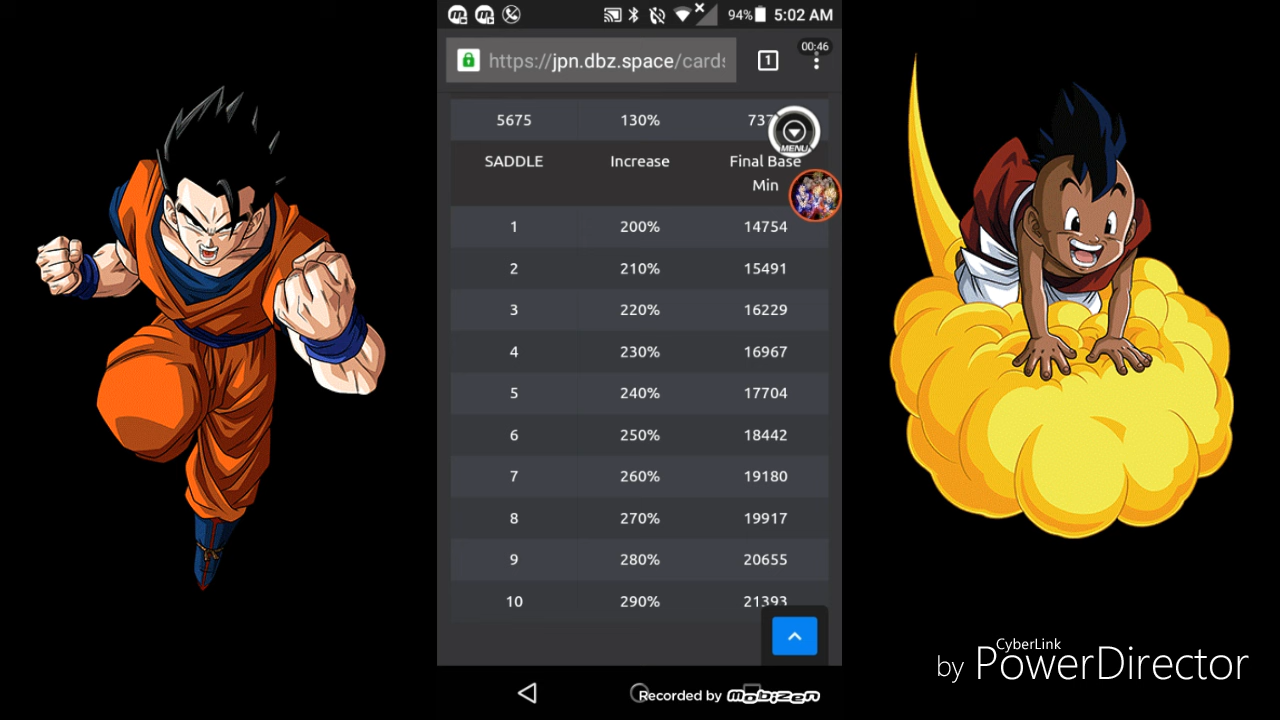 94% 5:02 AM
https://jpn.dbz.space/cards
1
00:46
5675 130% 737
MENU
SADDLE Increase Final Base
Min
1 200% 14754
2 210% 15491
3 220% 16229
4 230% 16967
5 240% 17704
6 250% 18442
7 260% 19180
8 270% 19917
9 280% 20655
10 290% 21393
CyberLink
by PowerDirector
Recorded by mobizen